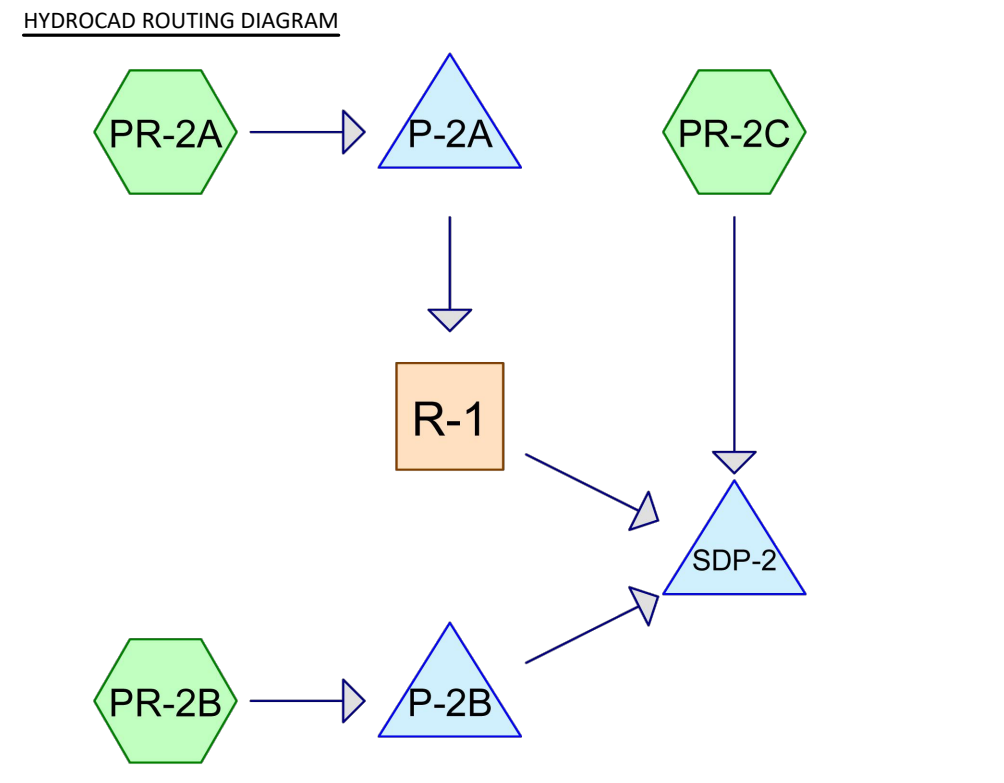 HYDROCAD ROUTING DIAGRAM
PR-2A
P-2A
PR-2C
R-1
SDP-2
PR-2B
P-2B